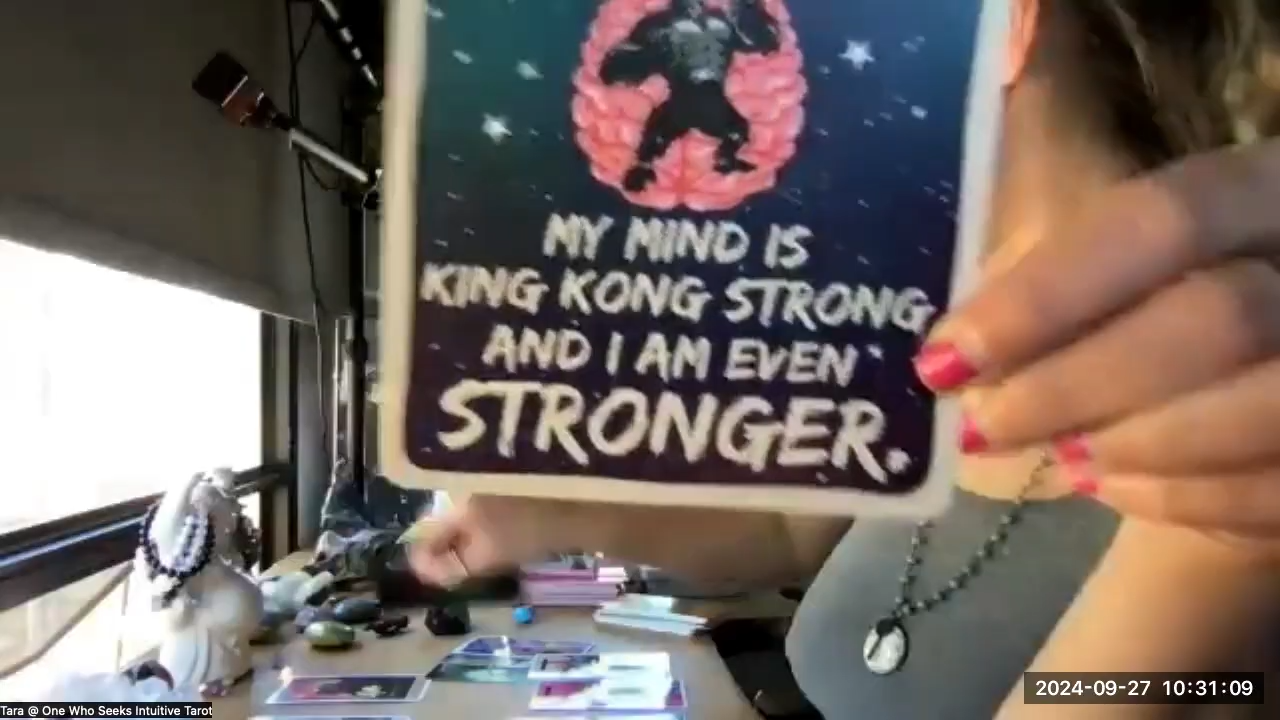 MY MIND IS
KING KONG STRONG
AND I AM EVEN
STRONGER.
Tara @ One Who Seeks Intuitive Tarot
2024-09-27 10:31:09